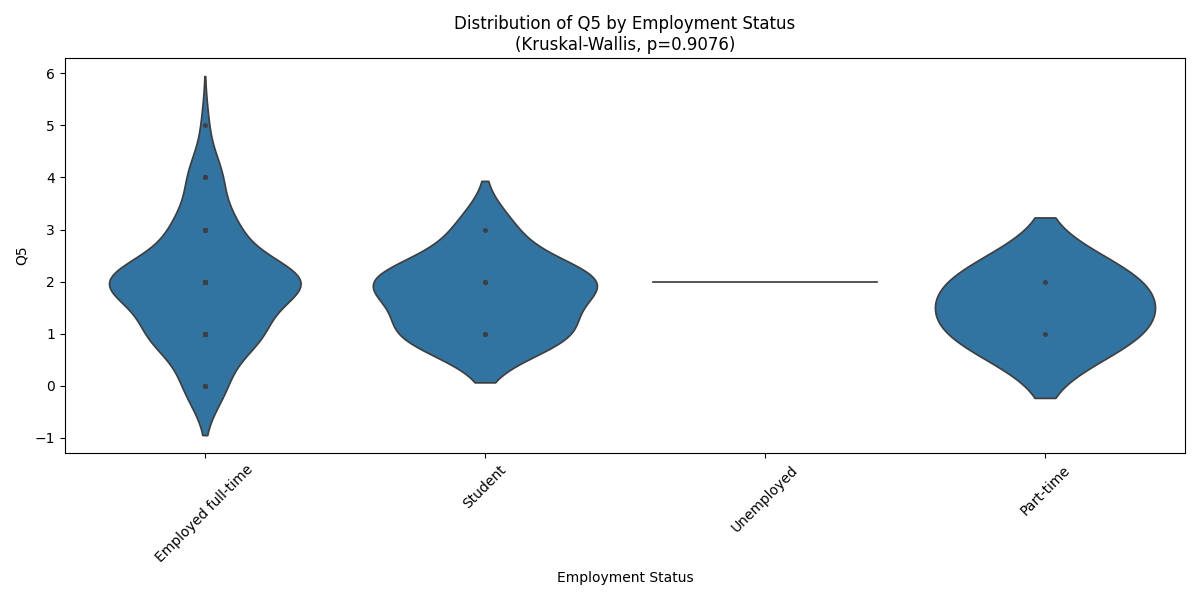 Distribution of Q5 by Employment Status
(Kruskal-Wallis, p=0.9076)
6
5
4
3
2
1
0
−1
Q5
Employed full-time
Student
Unemployed
Part-time
Employment Status